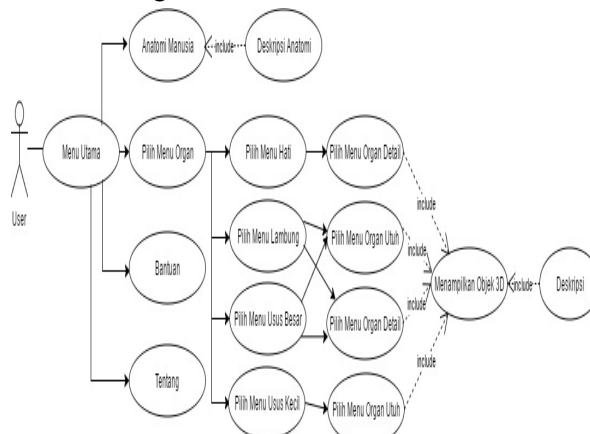 Anatomi Manusia
include
Deskripsi Anatomi
User
Menu Utama
Pilih Menu Organ
Pilih Menu Hati
Pilih Menu Organ Detail
include
Pilih Menu Lambung
Pilih Menu Organ Utuh
include
Bantuan
Menampilkan Objek 3D
include
Deskripsi
Pilih Menu Usus Besar
Pilih Menu Organ Detail
include
include
Tentang
Pilih Menu Usus Kecil
Pilih Menu Organ Utuh